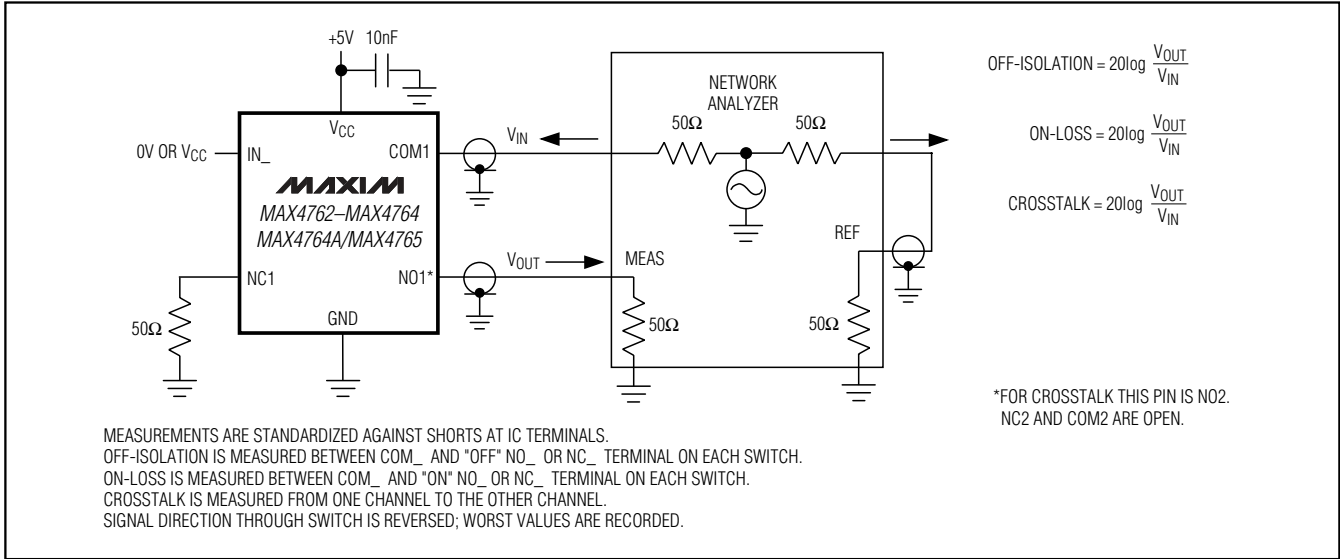 +5V 10nF
VCC
0V OR VCC
IN_
COM1
MAXIM
MAX4762–MAX4764
MAX4764A/MAX4765
NC1
NO1*
GND
50Ω
VIN
VOUT
NETWORK
ANALYZER
50Ω
50Ω
MEAS
REF
50Ω
50Ω
OFF-ISOLATION = 20log VOUT/VIN
ON-LOSS = 20log VOUT/VIN
CROSSTALK = 20log VOUT/VIN
*FOR CROSSTALK THIS PIN IS NO2.
NC2 AND COM2 ARE OPEN.
MEASUREMENTS ARE STANDARDIZED AGAINST SHORTS AT IC TERMINALS.
OFF-ISOLATION IS MEASURED BETWEEN COM_ AND "OFF" NO_ OR NC_ TERMINAL ON EACH SWITCH.
ON-LOSS IS MEASURED BETWEEN COM_ AND "ON" NO_ OR NC_ TERMINAL ON EACH SWITCH.
CROSSTALK IS MEASURED FROM ONE CHANNEL TO THE OTHER CHANNEL.
SIGNAL DIRECTION THROUGH SWITCH IS REVERSED; WORST VALUES ARE RECORDED.